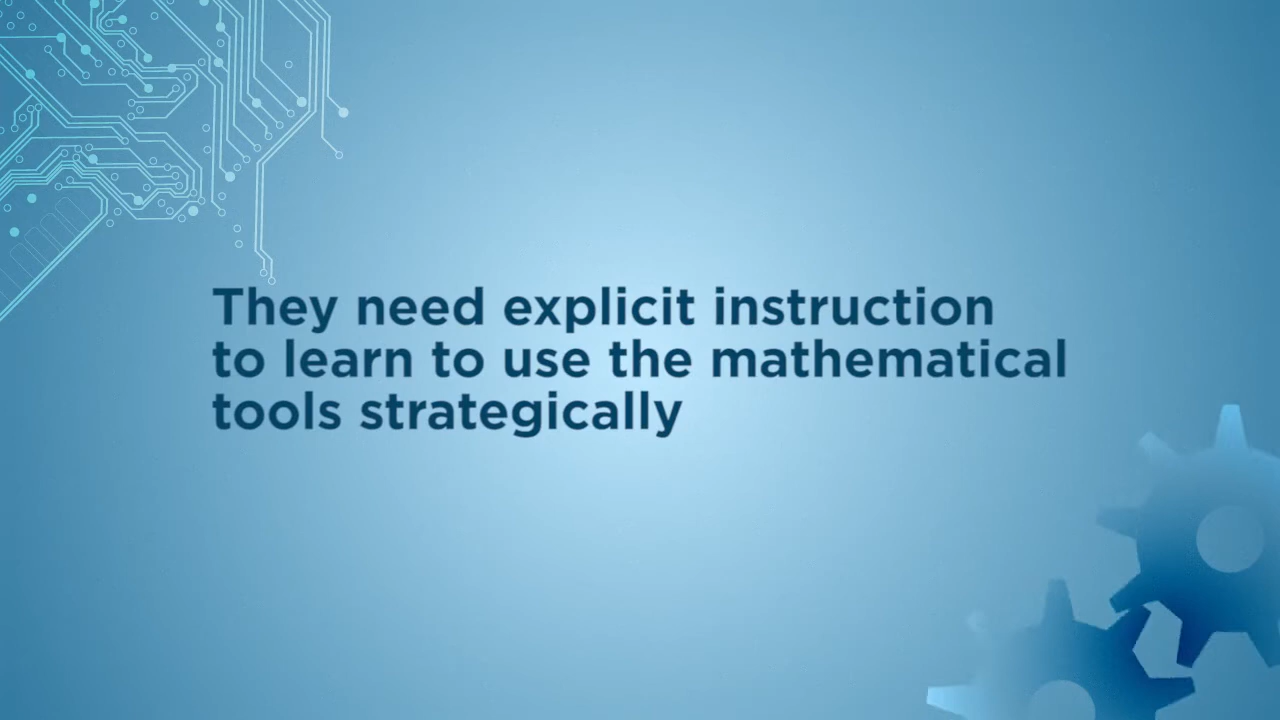 They need explicit instruction
to learn to use the mathematical
tools strategically